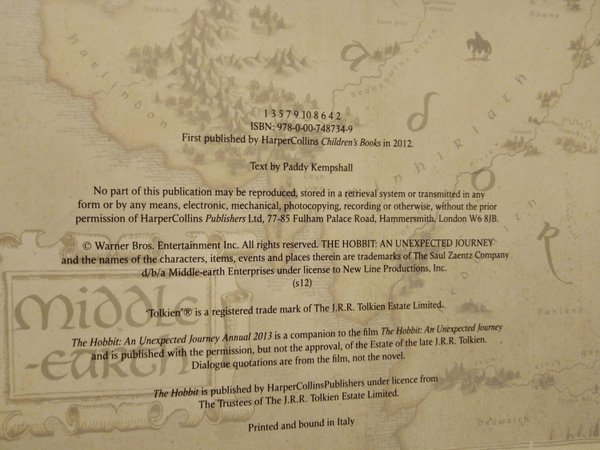 1 3 5 7 9 10 8 6 4 2
ISBN: 978-0-00-748734-9
First published by HarperCollins Children's Books in 2012.
Text by Paddy Kempshall
No part of this publication may be reproduced, stored in a retrieval system or transmitted in any
form or by any means, electronic, mechanical, photocopying, recording or otherwise, without the prior
permission of HarperCollins Publishers Ltd, 77-85 Fulham Palace Road, Hammersmith, London W6 8JB.
© Warner Bros. Entertainment Inc. All rights reserved. THE HOBBIT: AN UNEXPECTED JOURNEY
and the names of the characters, items, events and places therein are trademarks of The Saul Zaentz Company
d/b/a Middle-earth Enterprises under license to New Line Productions, Inc.
(s12)
'Tolkien'® is a registered trade mark of The J.R.R. Tolkien Estate Limited.
The Hobbit: An Unexpected Journey Annual 2013 is a companion to the film The Hobbit: An Unexpected Journey
and is published with the permission, but not the approval, of the Estate of the late J.R.R. Tolkien.
Dialogue quotations are from the film, not the novel.
The Hobbit is published by HarperCollinsPublishers under licence from
The Trustees of The J.R.R. Tolkien Estate Limited.
Printed and bound in Italy
MIDDLE
-EARTH
harlindon